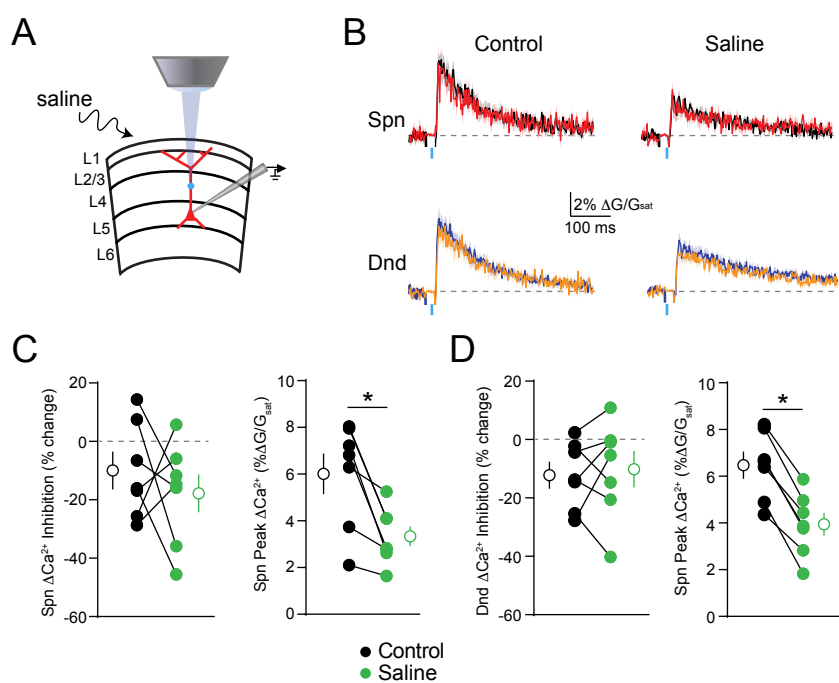 A
saline
L1
L2/3
L4
L5
L6
B
Control
Saline
Spn
2% ΔG/Gsat
100 ms
Dnd
C
Spn ΔCa²⁺ Inhibition (% change)
20
0
-20
-40
-60
Spn Peak ΔCa²⁺ (%ΔG/Gsat)
10
8
6
4
2
0
*
D
Dnd ΔCa²⁺ Inhibition (% change)
20
0
-20
-40
-60
Spn Peak ΔCa²⁺ (%ΔG/Gsat)
10
8
6
4
2
0
*
Control
Saline